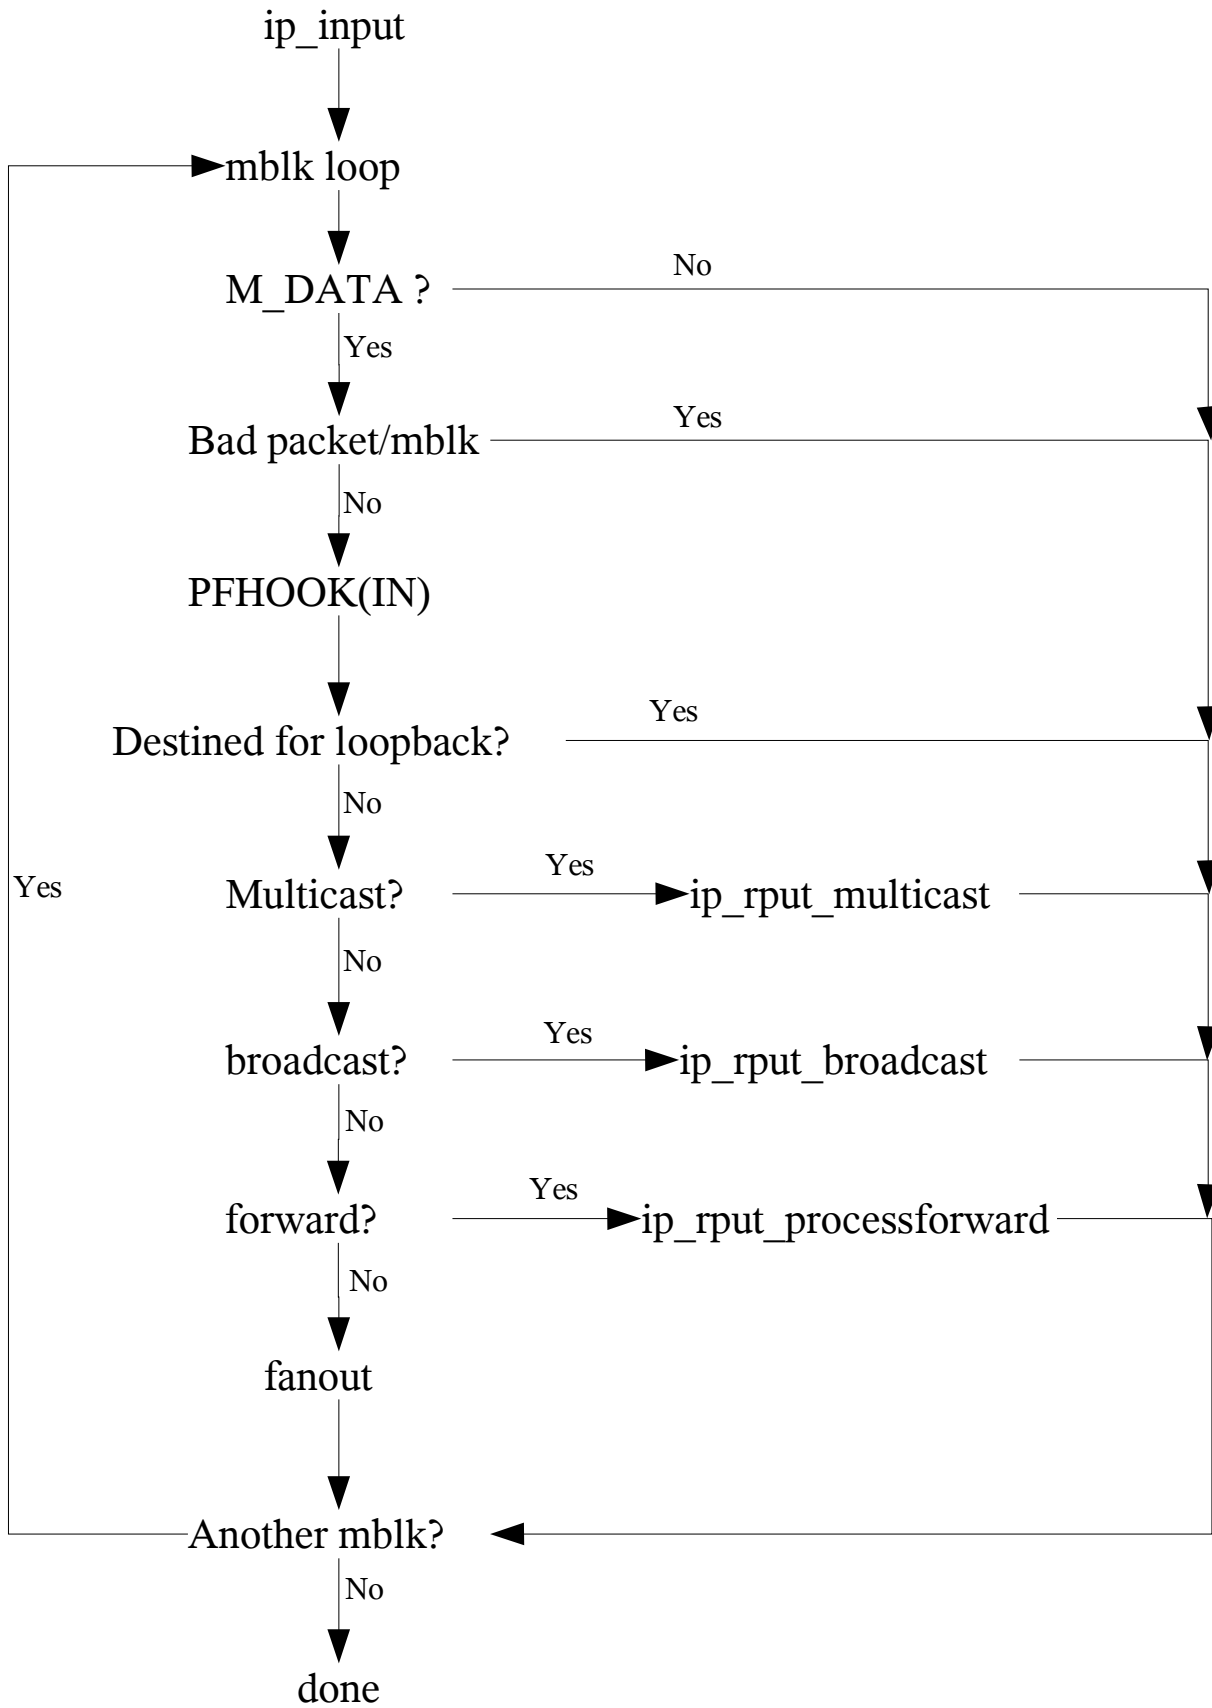 ip_input
mblk loop
M_DATA ?
No
Yes
Bad packet/mblk
Yes
No
PFHOOK(IN)
Destined for loopback?
Yes
No
Yes
Multicast?
Yes
ip_rput_multicast
No
broadcast?
Yes
ip_rput_broadcast
No
forward?
Yes
ip_rput_processforward
No
fanout
Another mblk?
No
done